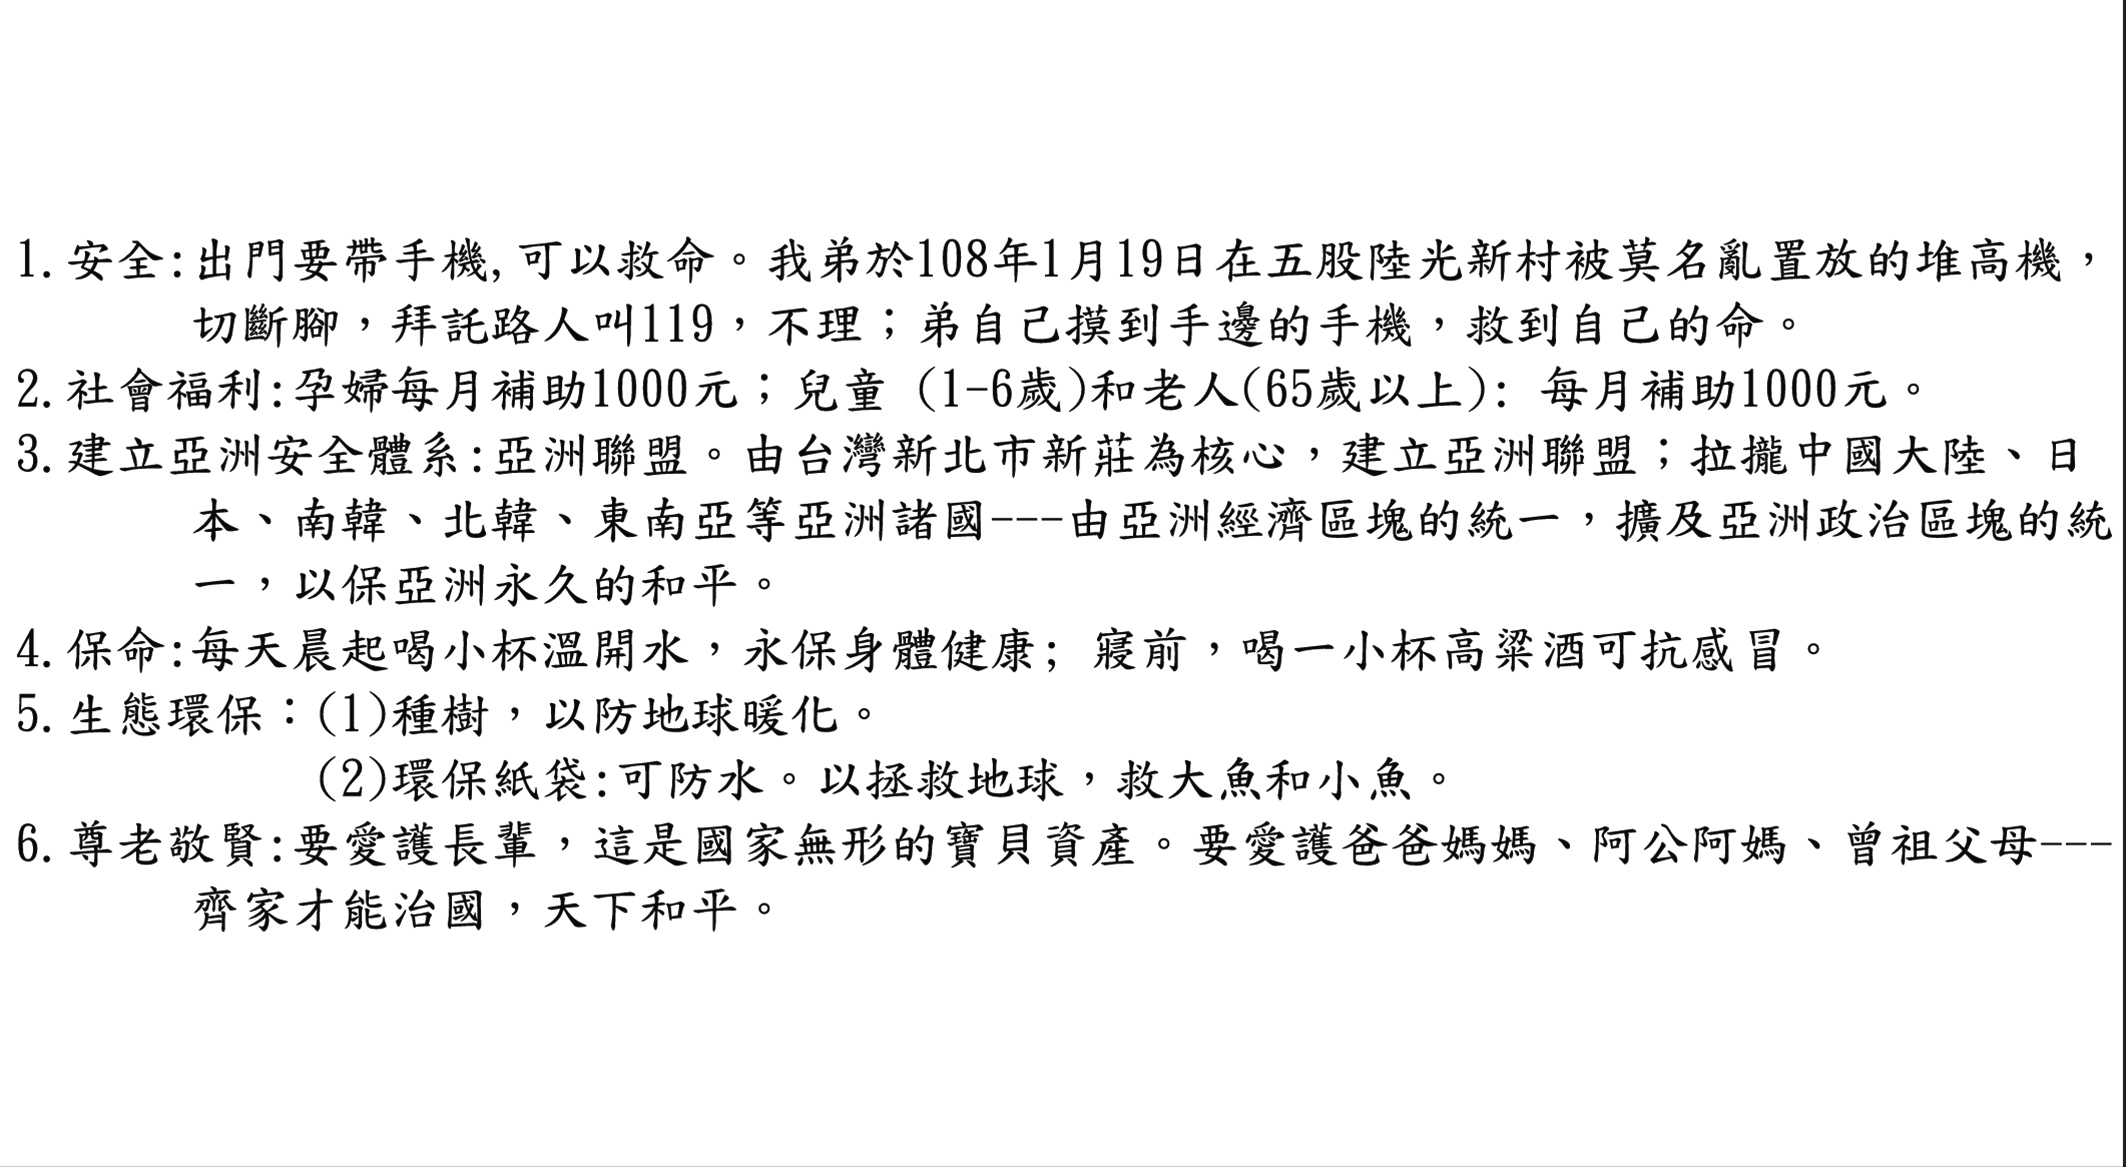 1.安全:出門要帶手機,可以救命。我弟於108年1月19日在五股陸光新村被莫名亂置放的堆高機，
切斷腳，拜託路人叫119，不理；弟自己摸到手邊的手機，救到自己的命。
2.社會福利:孕婦每月補助1000元；兒童 (1-6歲)和老人(65歲以上): 每月補助1000元。
3.建立亞洲安全體系:亞洲聯盟。由台灣新北市新莊為核心，建立亞洲聯盟；拉攏中國大陸、日
本、南韓、北韓、東南亞等亞洲諸國---由亞洲經濟區塊的統一，擴及亞洲政治區塊的統
一，以保亞洲永久的和平。
4.保命:每天晨起喝小杯溫開水，永保身體健康; 寢前，喝一小杯高粱酒可抗感冒。
5.生態環保：(1)種樹，以防地球暖化。
(2)環保紙袋:可防水。以拯救地球，救大魚和小魚。
6.尊老敬賢:要愛護長輩，這是國家無形的寶貝資產。要愛護爸爸媽媽、阿公阿媽、曾祖父母---
齊家才能治國，天下和平。